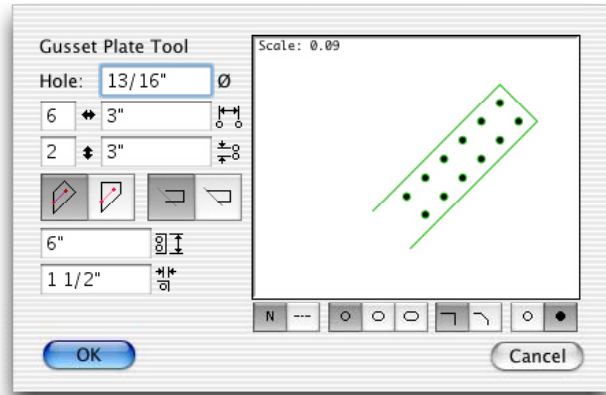 Gusset Plate Tool
Scale: 0.09
Hole: 13/16" Ø
6 3"
2 3"
6"
1 1/2"
N
OK
Cancel